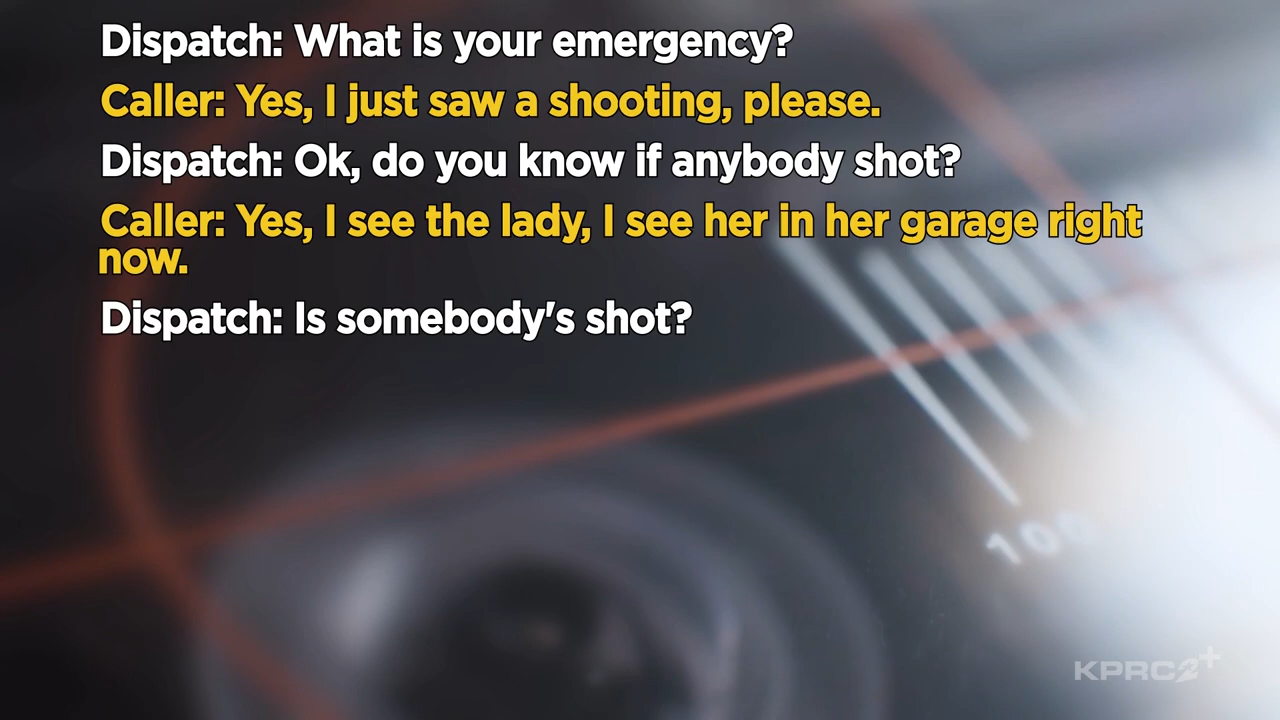 Dispatch: What is your emergency?
Caller: Yes, I just saw a shooting, please.
Dispatch: Ok, do you know if anybody shot?
Caller: Yes, I see the lady, I see her in her garage right
now.
Dispatch: Is somebody's shot?
100
KPRC2+